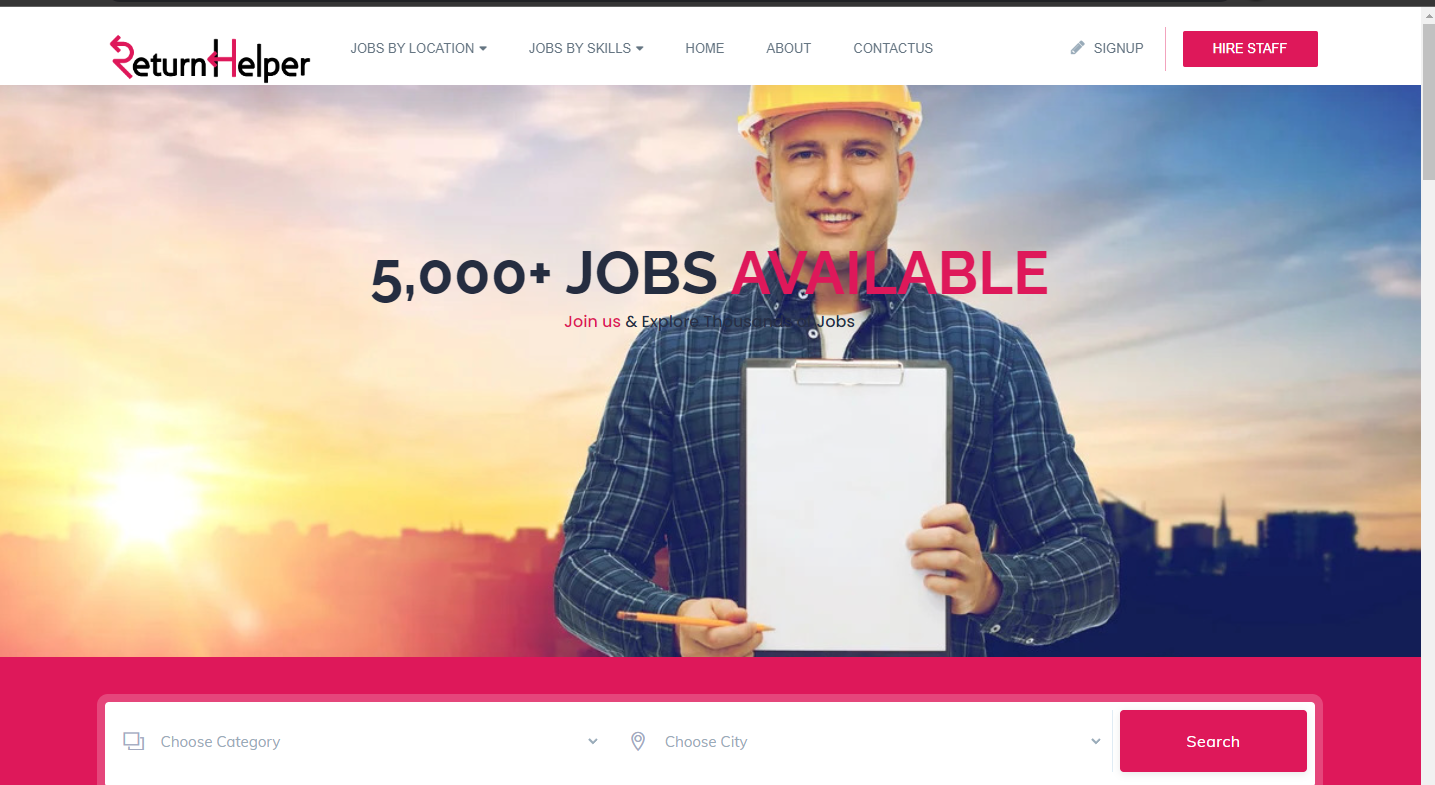 ReturnHelper
JOBS BY LOCATION
JOBS BY SKILLS
HOME
ABOUT
CONTACTUS
SIGNUP
HIRE STAFF
5,000+ JOBS AVAILABLE
Join us & Explore Thousands of Jobs
Choose Category
Choose City
Search